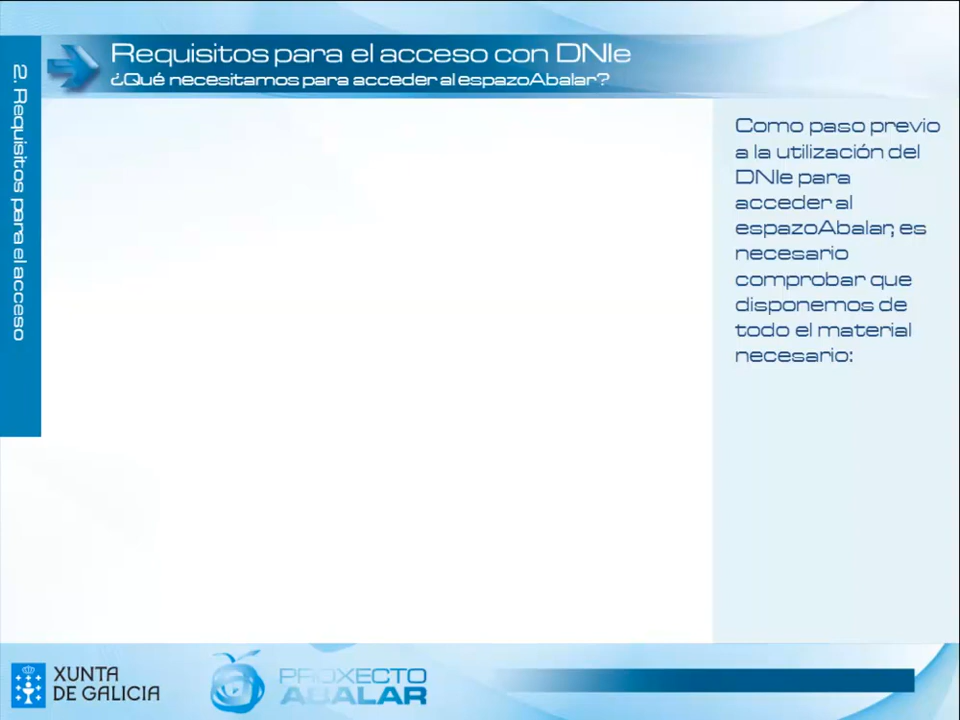 Requisitos para el acceso con DNIe
¿Qué necesitamos para acceder al espazoAbalar?
2. Requisitos para el acceso
Como paso previo
a la utilización del
DNIe para
acceder al
espazoAbalar, es
necesario
comprobar que
disponemos de
todo el material
necesario:
XUNTA
DE GALICIA
PROXECTO
ABALAR